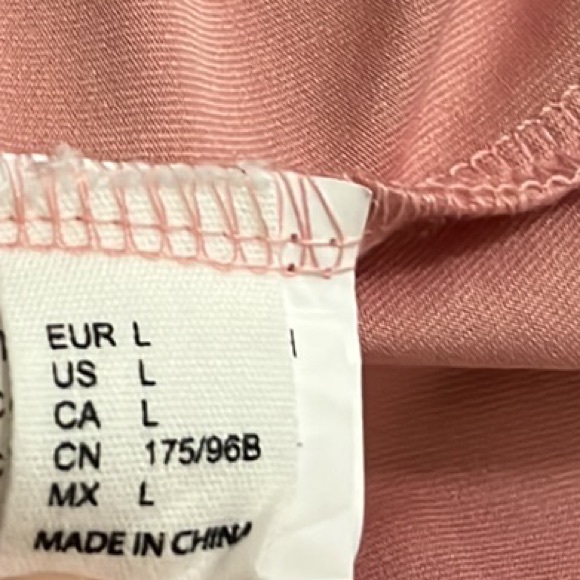 EUR L
US L
CA L
CN 175/96B
MX L
MADE IN CHINA